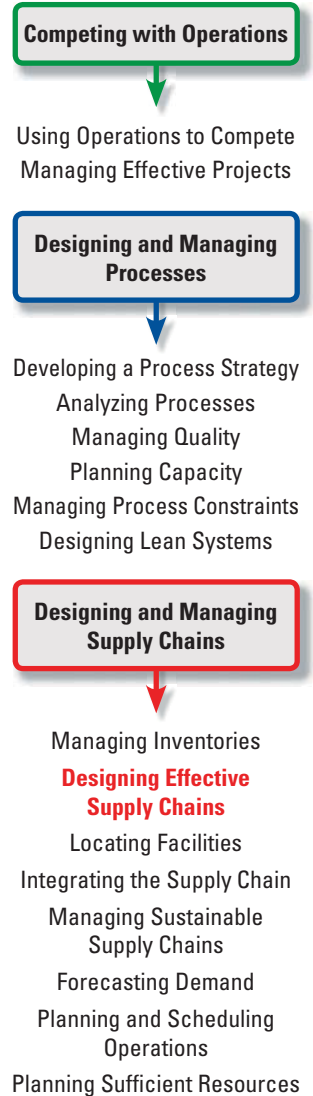 Competing with Operations
Using Operations to Compete
Managing Effective Projects
Designing and Managing
Processes
Developing a Process Strategy
Analyzing Processes
Managing Quality
Planning Capacity
Managing Process Constraints
Designing Lean Systems
Designing and Managing
Supply Chains
Managing Inventories
Designing Effective
Supply Chains
Locating Facilities
Integrating the Supply Chain
Managing Sustainable
Supply Chains
Forecasting Demand
Planning and Scheduling
Operations
Planning Sufficient Resources